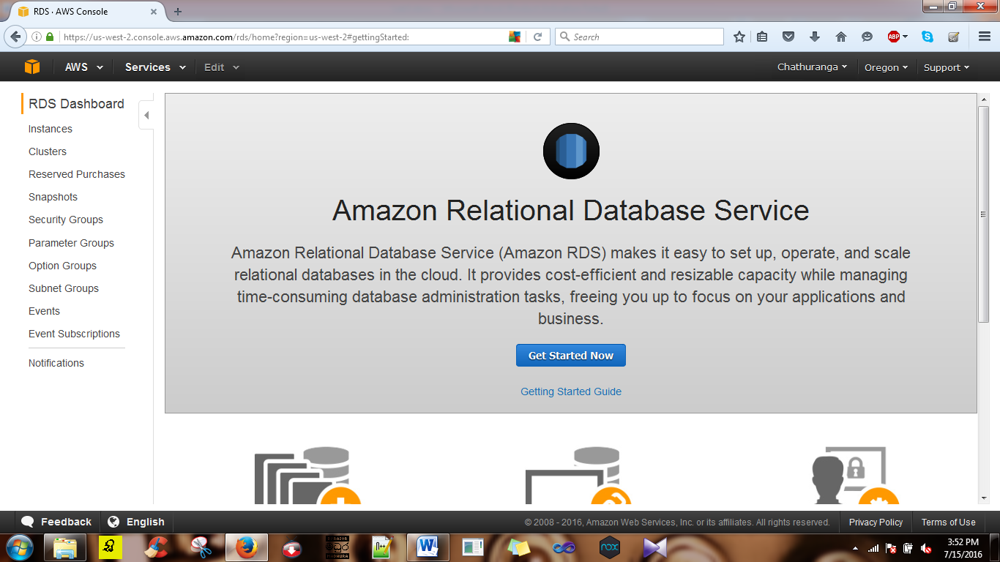 RDS · AWS Console
https://us-west-2.console.aws.amazon.com/rds/home?region=us-west-2#gettingStarted:
Search
ABP
AWS
Services
Edit
Chathuranga
Oregon
Support
RDS Dashboard
Instances
Clusters
Reserved Purchases
Snapshots
Security Groups
Parameter Groups
Option Groups
Subnet Groups
Events
Event Subscriptions
Notifications
Amazon Relational Database Service
Amazon Relational Database Service (Amazon RDS) makes it easy to set up, operate, and scale
relational databases in the cloud. It provides cost-efficient and resizable capacity while managing
time-consuming database administration tasks, freeing you up to focus on your applications and
business.
Get Started Now
Getting Started Guide
Feedback
English
© 2008 - 2016, Amazon Web Services, Inc. or its affiliates. All rights reserved.
Privacy Policy
Terms of Use
nox
3:52 PM
7/15/2016